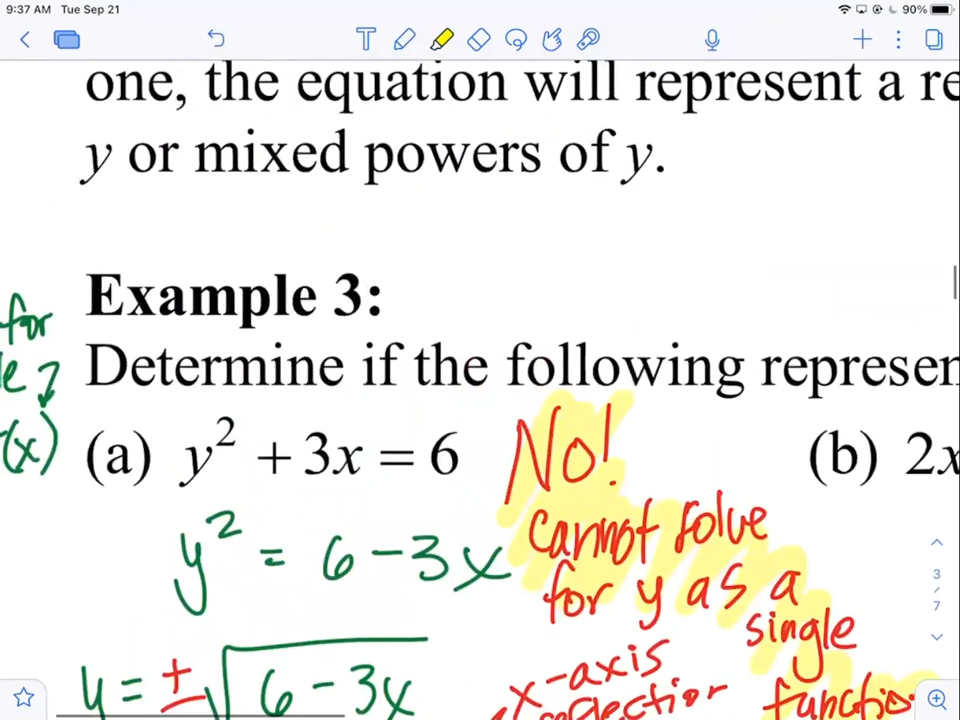 9:37 AM Tue Sep 21
90%
one, the equation will represent a re
y or mixed powers of y.
Example 3:
for
Determine if the following represen
(x)
(a) y² + 3x = 6
No!
(b) 2x
cannot solve
y² = 6 - 3x
for y as a
single
function
x-axis
reflection
y = ±√6 - 3x
3
/
7